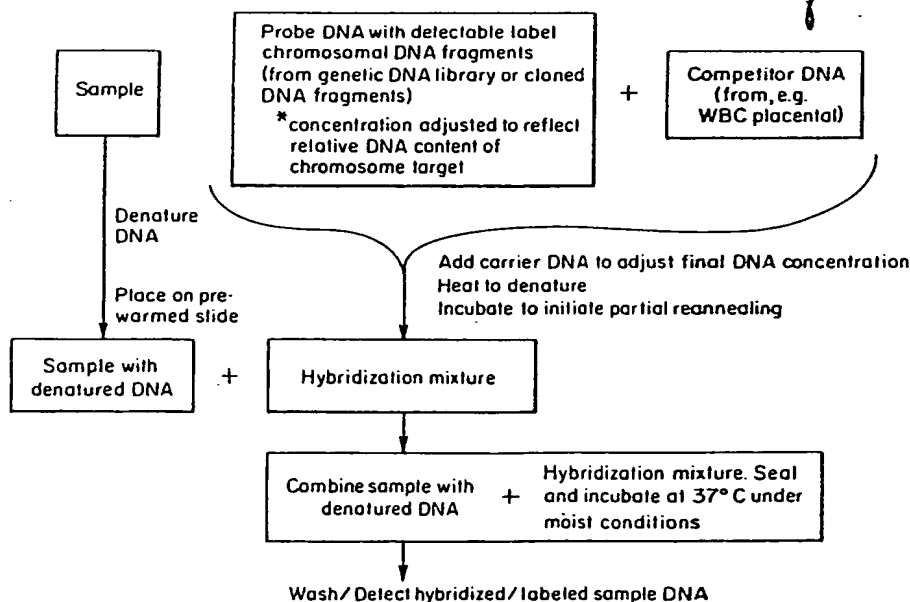 Probe DNA with detectable label
chromosomal DNA fragments
(from genetic DNA library or cloned
DNA fragments)
*concentration adjusted to reflect
relative DNA content of
chromosome target
+
Competitor DNA
(from, e.g.
WBC placental)
Sample
Denature
DNA
Place on pre-
warmed slide
Add carrier DNA to adjust final DNA concentration
Heat to denature
Incubate to initiate partial reannealing
Sample with
denatured DNA
+
Hybridization mixture
Combine sample with
denatured DNA
+
Hybridization mixture. Seal
and incubate at 37° C under
moist conditions
Wash/Detect hybridized/labeled sample DNA